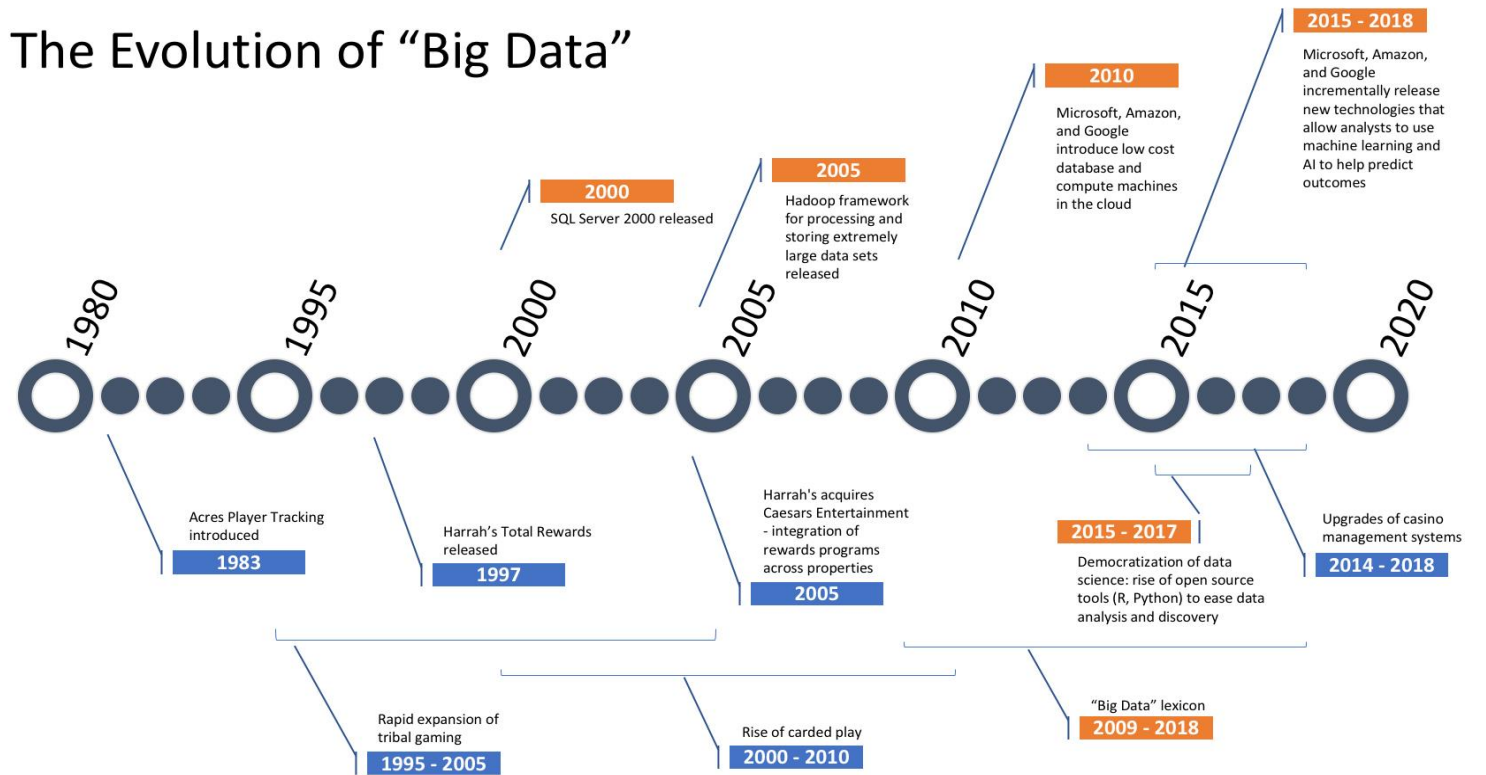 The Evolution of “Big Data”
2015 - 2018
Microsoft, Amazon,
and Google
incrementally release
new technologies that
allow analysts to use
machine learning and
AI to help predict
outcomes
2010
Microsoft, Amazon,
and Google
introduce low cost
database and
compute machines
in the cloud
2005
Hadoop framework
for processing and
storing extremely
large data sets
released
2000
SQL Server 2000 released
1980
1995
2000
2005
2010
2015
2020
Acres Player Tracking
introduced
1983
Harrah’s Total Rewards
released
1997
Harrah's acquires
Caesars Entertainment
- integration of
rewards programs
across properties
2005
2015 - 2017
Democratization of data
science: rise of open source
tools (R, Python) to ease data
analysis and discovery
Upgrades of casino
management systems
2014 - 2018
Rapid expansion of
tribal gaming
1995 - 2005
Rise of carded play
2000 - 2010
“Big Data” lexicon
2009 - 2018